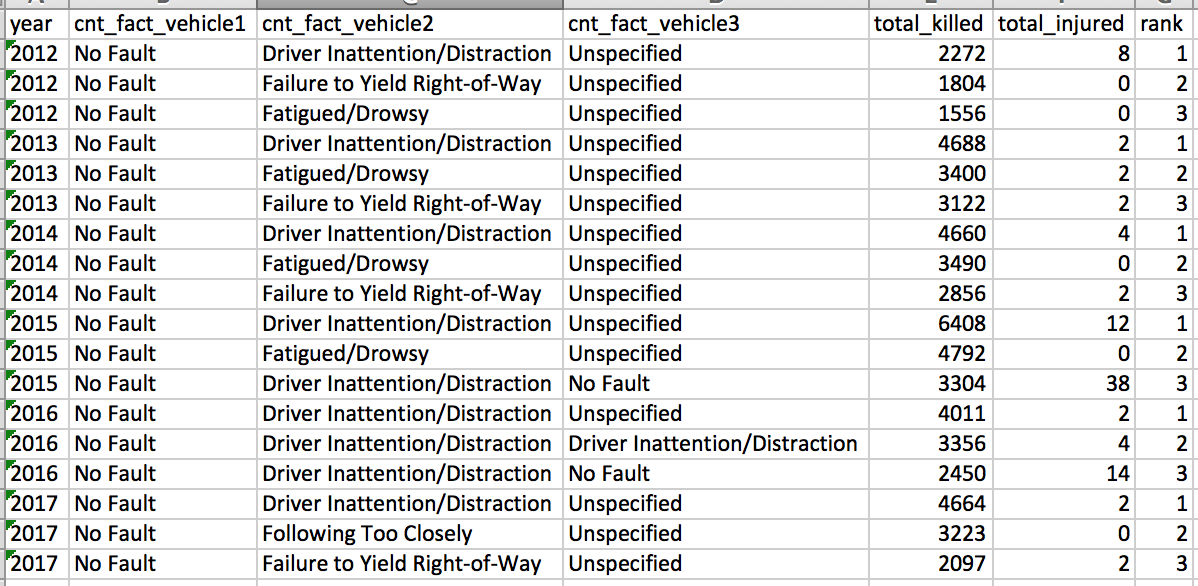 year cnt_fact_vehicle1 cnt_fact_vehicle2 cnt_fact_vehicle3 total_killed total_injured rank
2012 No Fault Driver Inattention/Distraction Unspecified 2272 8 1
2012 No Fault Failure to Yield Right-of-Way Unspecified 1804 0 2
2012 No Fault Fatigued/Drowsy Unspecified 1556 0 3
2013 No Fault Driver Inattention/Distraction Unspecified 4688 2 1
2013 No Fault Fatigued/Drowsy Unspecified 3400 2 2
2013 No Fault Failure to Yield Right-of-Way Unspecified 3122 2 3
2014 No Fault Driver Inattention/Distraction Unspecified 4660 4 1
2014 No Fault Fatigued/Drowsy Unspecified 3490 0 2
2014 No Fault Failure to Yield Right-of-Way Unspecified 2856 2 3
2015 No Fault Driver Inattention/Distraction Unspecified 6408 12 1
2015 No Fault Fatigued/Drowsy Unspecified 4792 0 2
2015 No Fault Driver Inattention/Distraction No Fault 3304 38 3
2016 No Fault Driver Inattention/Distraction Unspecified 4011 2 1
2016 No Fault Driver Inattention/Distraction Driver Inattention/Distraction 3356 4 2
2016 No Fault Driver Inattention/Distraction No Fault 2450 14 3
2017 No Fault Driver Inattention/Distraction Unspecified 4664 2 1
2017 No Fault Following Too Closely Unspecified 3223 0 2
2017 No Fault Failure to Yield Right-of-Way Unspecified 2097 2 3